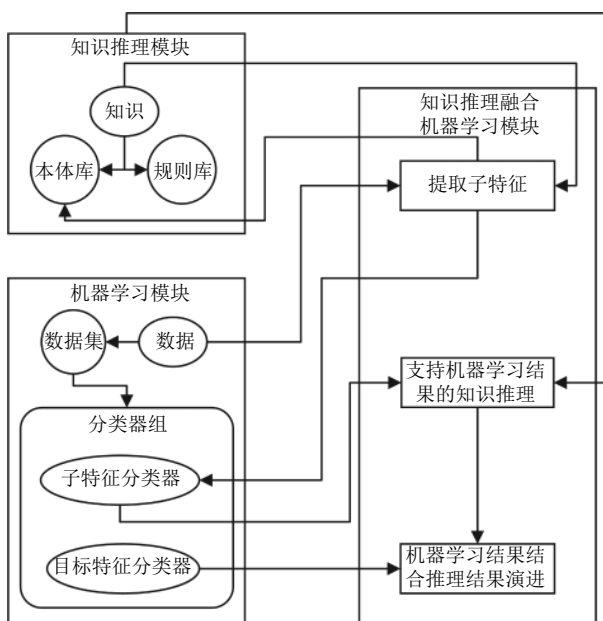 知识推理模块
知识
本体库
规则库
知识推理融合
机器学习模块
提取子特征
机器学习模块
数据集
数据
分类器组
子特征分类器
目标特征分类器
支持机器学习结
果的知识推理
机器学习结果结
合推理结果演进